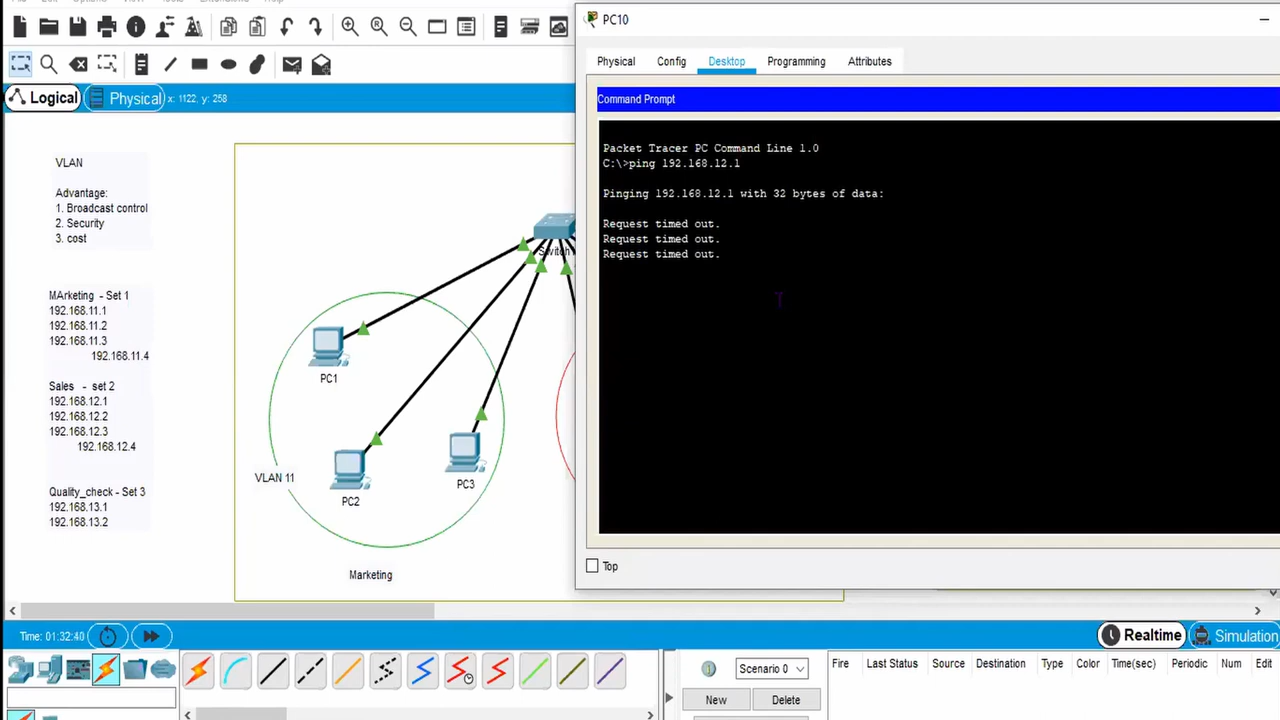 PC10
Physical
Config
Desktop
Programming
Attributes
Logical
Physical
x: 1122, y: 258
Command Prompt
Packet Tracer PC Command Line 1.0
C:\>ping 192.168.12.1
Pinging 192.168.12.1 with 32 bytes of data:
Request timed out.
Request timed out.
Request timed out.
VLAN
Advantage:
1. Broadcast control
2. Security
3. cost
MArketing - Set 1
192.168.11.1
192.168.11.2
192.168.11.3
192.168.11.4
Sales - set 2
192.168.12.1
192.168.12.2
192.168.12.3
192.168.12.4
Quality_check - Set 3
192.168.13.1
192.168.13.2
Switch
PC1
PC2
PC3
VLAN 11
Marketing
Top
Time: 01:32:40
Realtime
Simulation
Scenario 0
New
Delete
Fire
Last Status
Source
Destination
Type
Color
Time(sec)
Periodic
Num
Edit